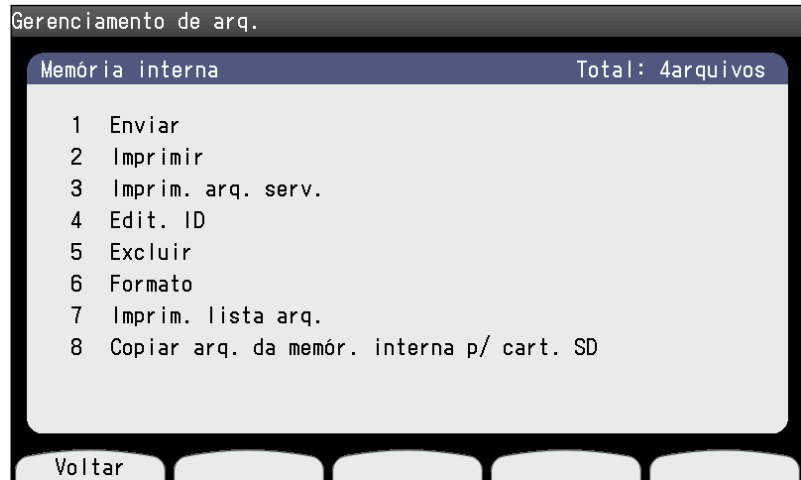 Gerenciamento de arq.
Memória interna Total: 4arquivos
1 Enviar
2 Imprimir
3 Imprim. arq. serv.
4 Edit. ID
5 Excluir
6 Formato
7 Imprim. lista arq.
8 Copiar arq. da memór. interna p/ cart. SD
Voltar